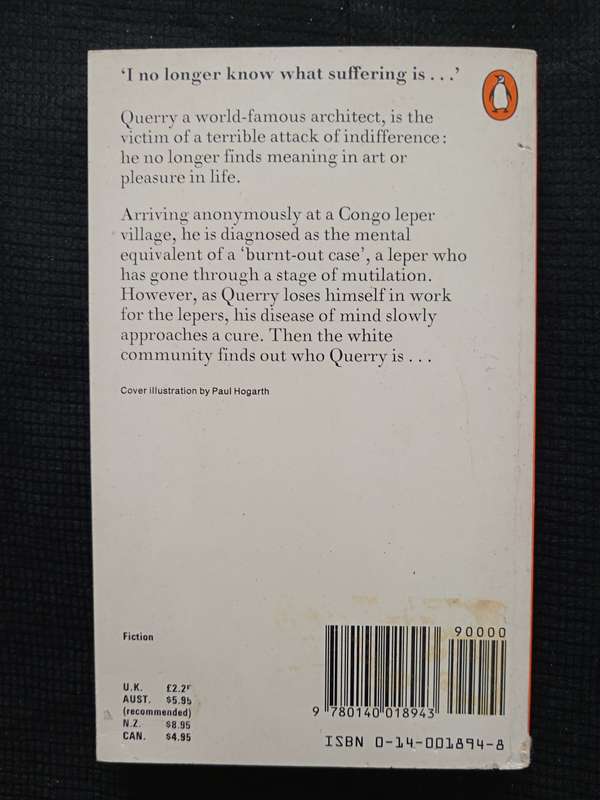 ‘I no longer know what suffering is . . .’
Querry a world-famous architect, is the
victim of a terrible attack of indifference:
he no longer finds meaning in art or
pleasure in life.
Arriving anonymously at a Congo leper
village, he is diagnosed as the mental
equivalent of a ‘burnt-out case’, a leper who
has gone through a stage of mutilation.
However, as Querry loses himself in work
for the lepers, his disease of mind slowly
approaches a cure. Then the white
community finds out who Querry is . . .
Cover illustration by Paul Hogarth
Fiction
U.K.
AUST. $5.95
(recommended)
N.Z. $8.95
CAN. $4.95
90000
9 780140 018943
ISBN 0-14-001894-8